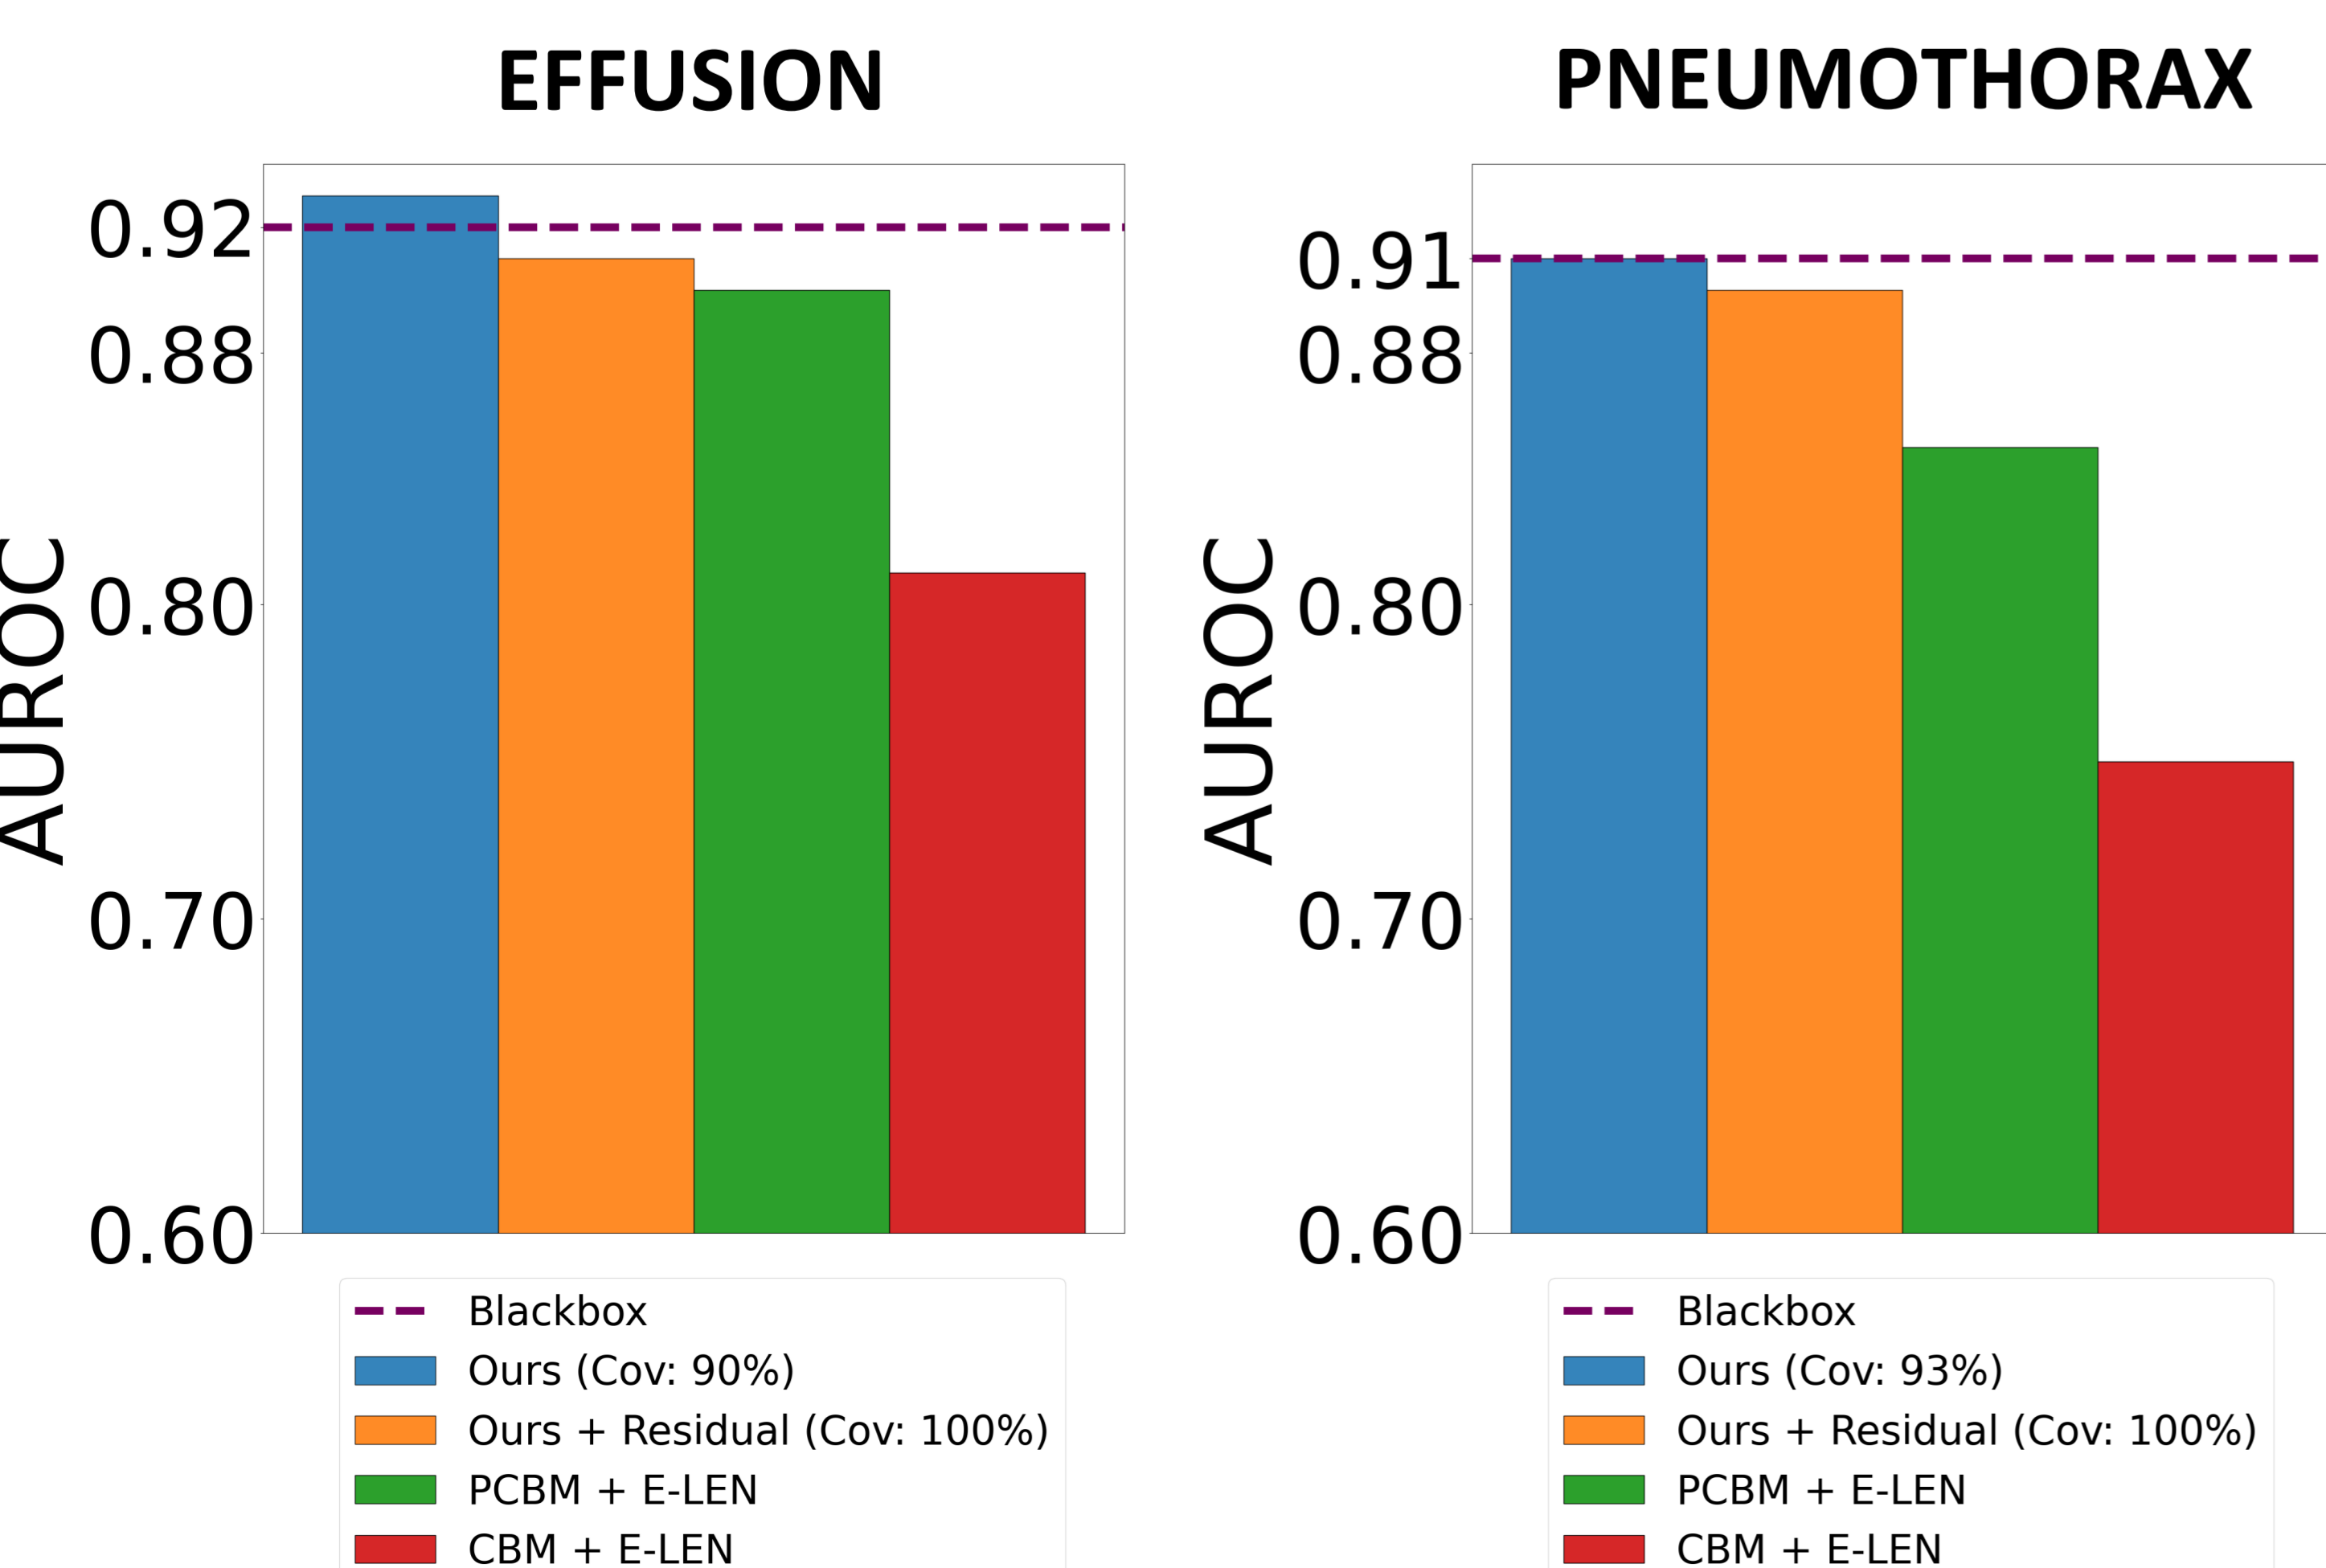 EFFUSION
0.92
0.88
0.80
0.70
0.60
AUROC
Blackbox
Ours (Cov: 90%)
Ours + Residual (Cov: 100%)
PCBM + E-LEN
CBM + E-LEN
PNEUMOTHORAX
0.91
0.88
0.80
0.70
0.60
AUROC
Blackbox
Ours (Cov: 93%)
Ours + Residual (Cov: 100%)
PCBM + E-LEN
CBM + E-LEN